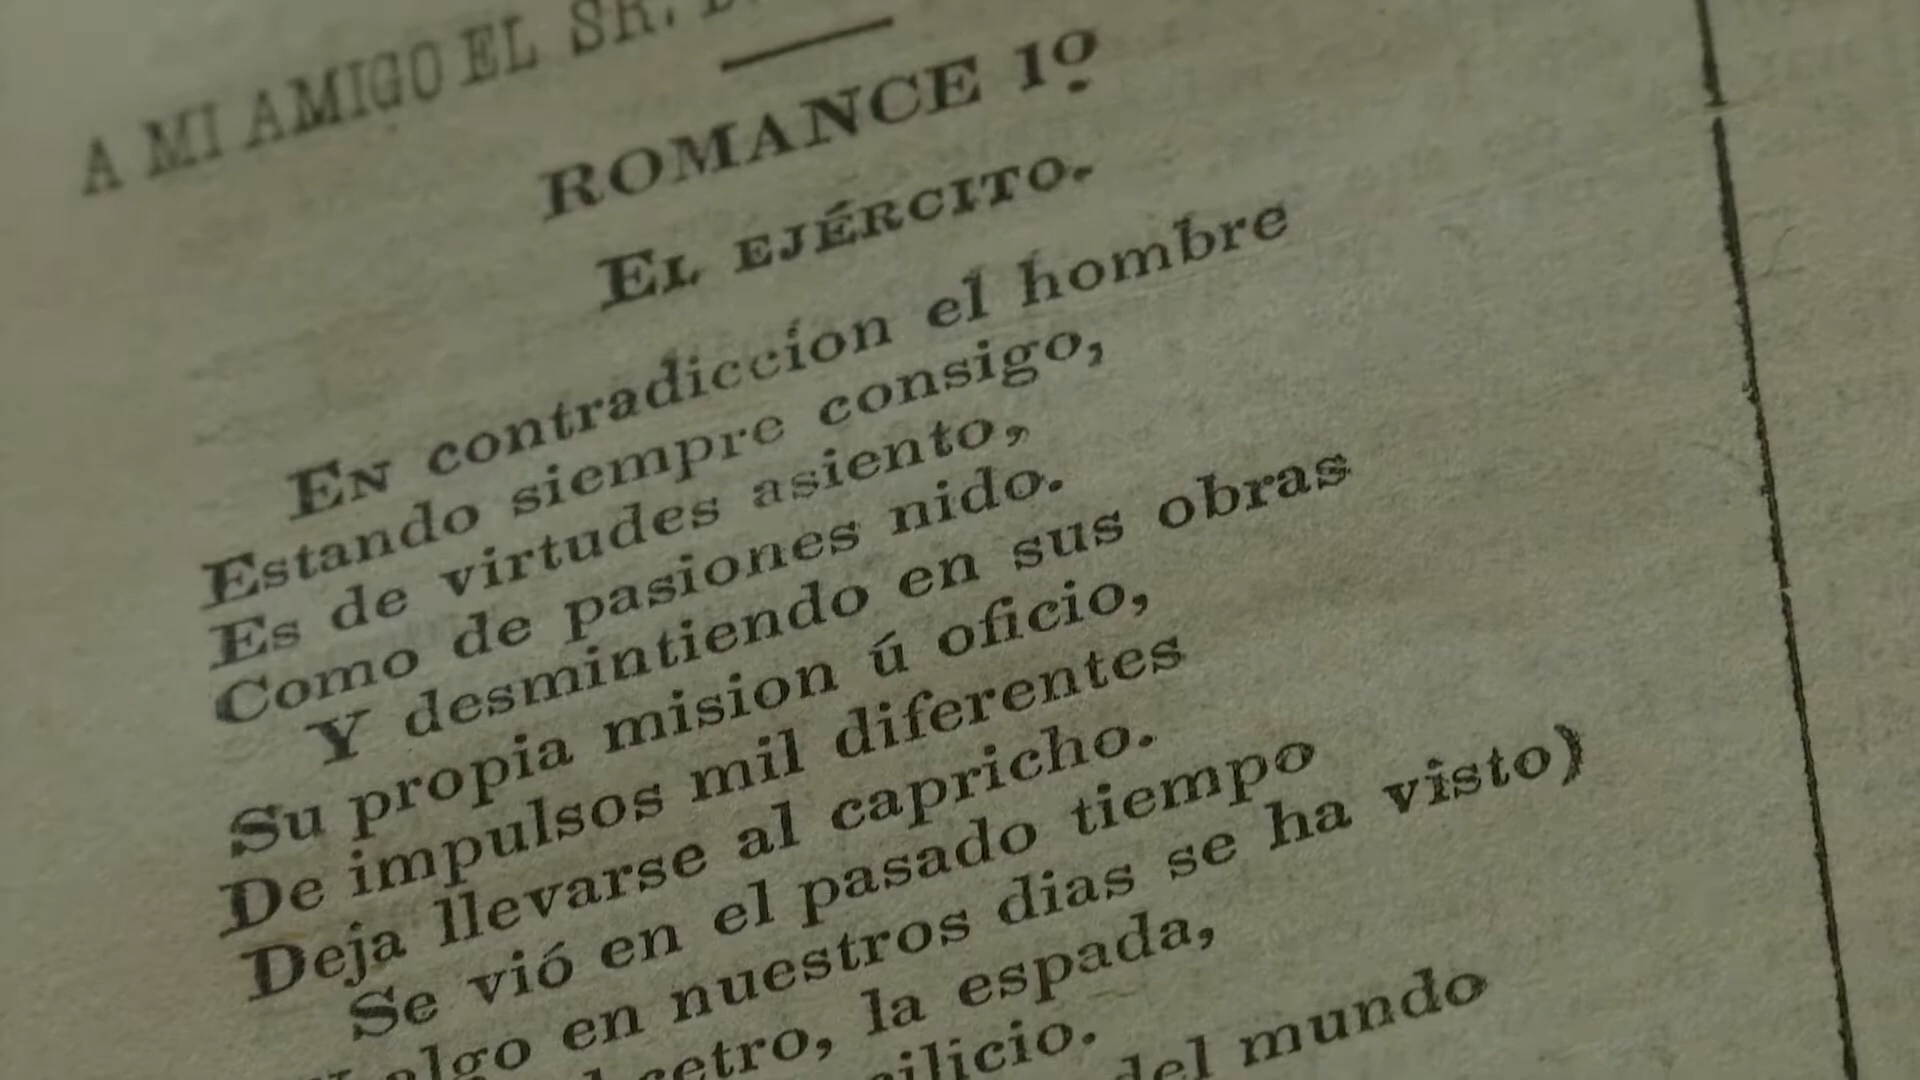 A MI AMIGO EL SR.
ROMANCE 1º
EL EJÉRCITO.
EN contradiccion el hombre
Estando siempre consigo,
Es de virtudes asiento,
Como de pasiones nido.
Y desmintiendo en sus obras
Su propia mision ú oficio,
De impulsos mil diferentes
Deja llevarse al capricho.
Se vió en el pasado tiempo
algo en nuestros dias se ha visto)
cetro, la espada,
cilicio.
del mundo